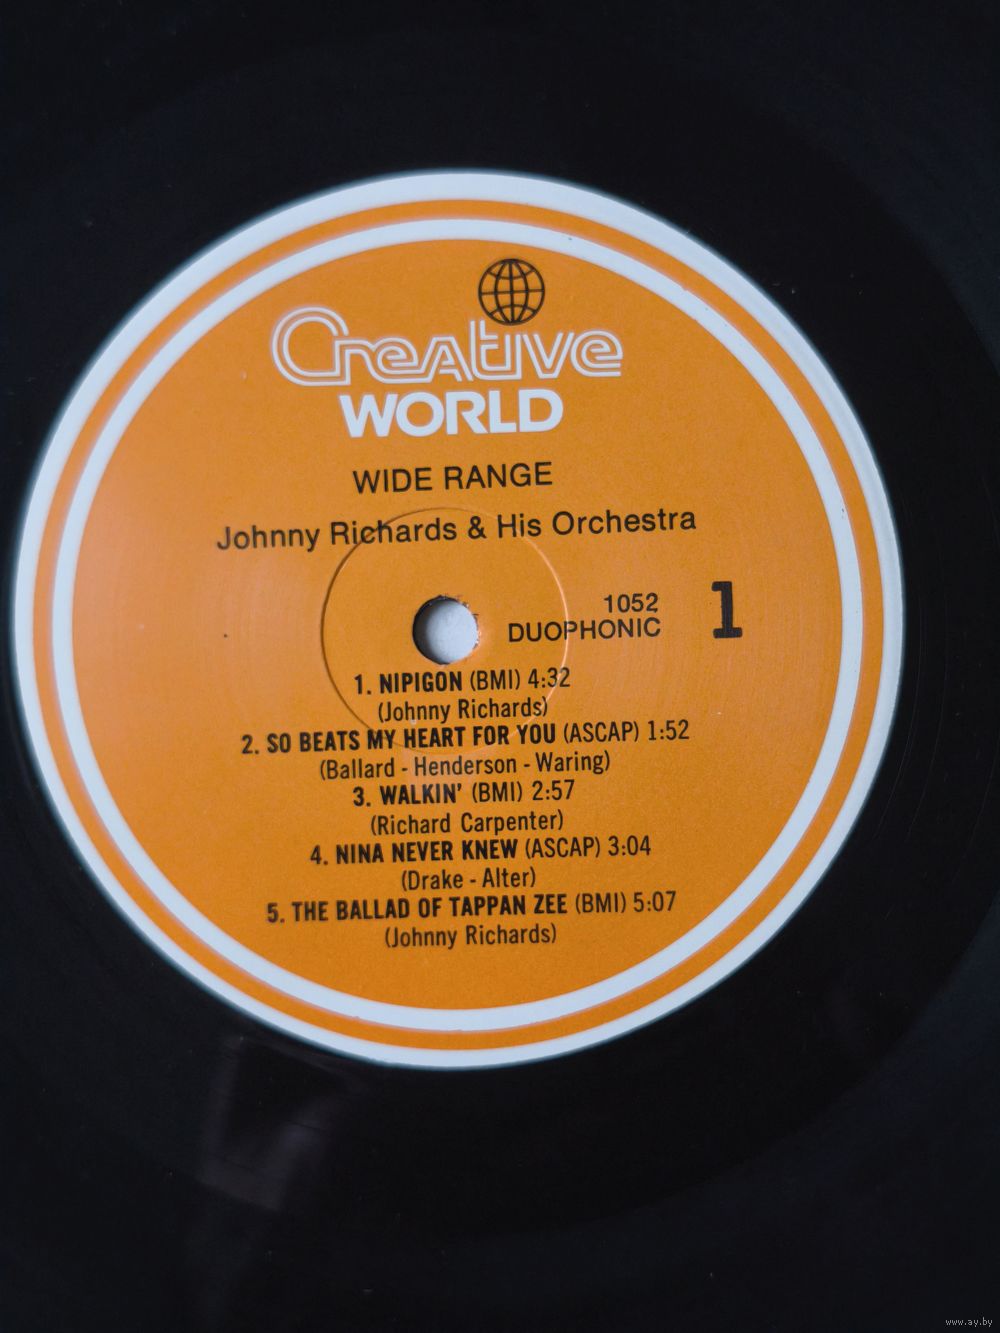 Creative
WORLD
WIDE RANGE
Johnny Richards & His Orchestra
1052
DUOPHONIC
1
1. NIPIGON (BMI) 4:32
(Johnny Richards)
2. SO BEATS MY HEART FOR YOU (ASCAP) 1:52
(Ballard - Henderson - Waring)
3. WALKIN' (BMI) 2:57
(Richard Carpenter)
4. NINA NEVER KNEW (ASCAP) 3:04
(Drake - Alter)
5. THE BALLAD OF TAPPAN ZEE (BMI) 5:07
(Johnny Richards)
www.ay.by